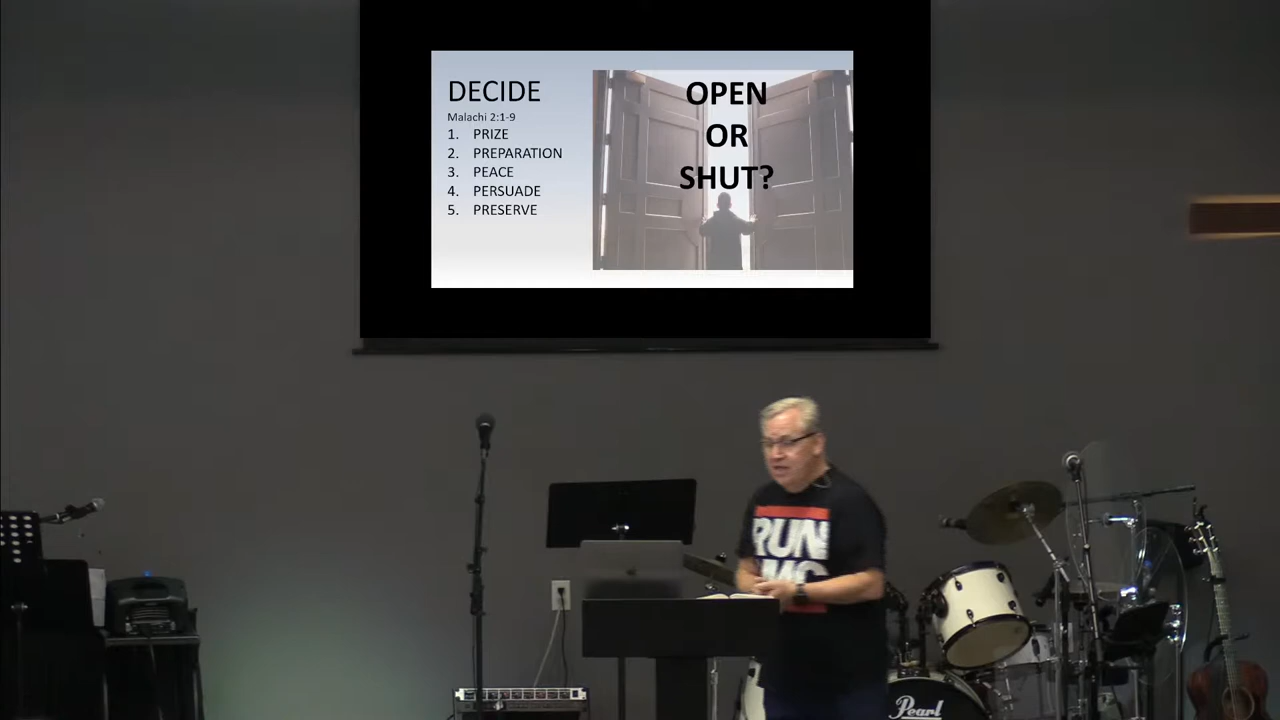 DECIDE
Malachi 2:1-9
1. PRIZE
2. PREPARATION
3. PEACE
4. PERSUADE
5. PRESERVE
OPEN
OR
SHUT?
RUN
MC
Pearl